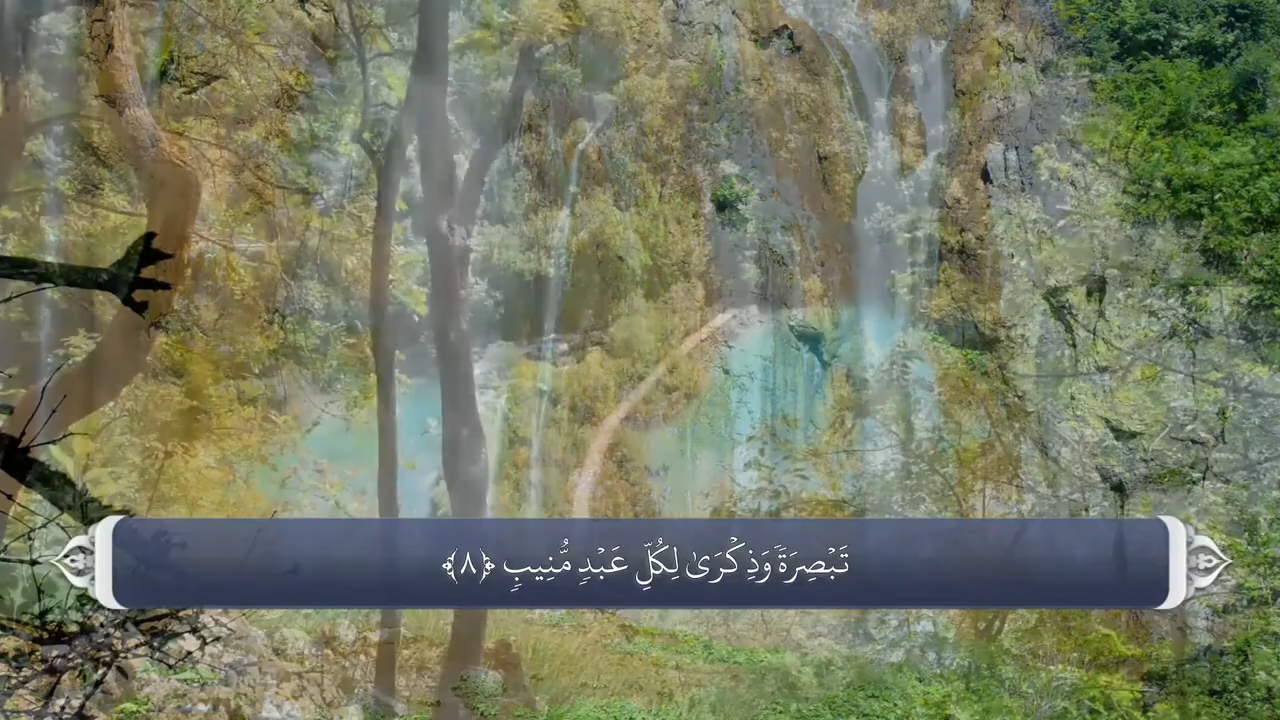 تَبْصِرَةً وَذِكْرَىٰ لِكُلِّ عَبْدٍ مُّنِيبٍ ﴿٨﴾